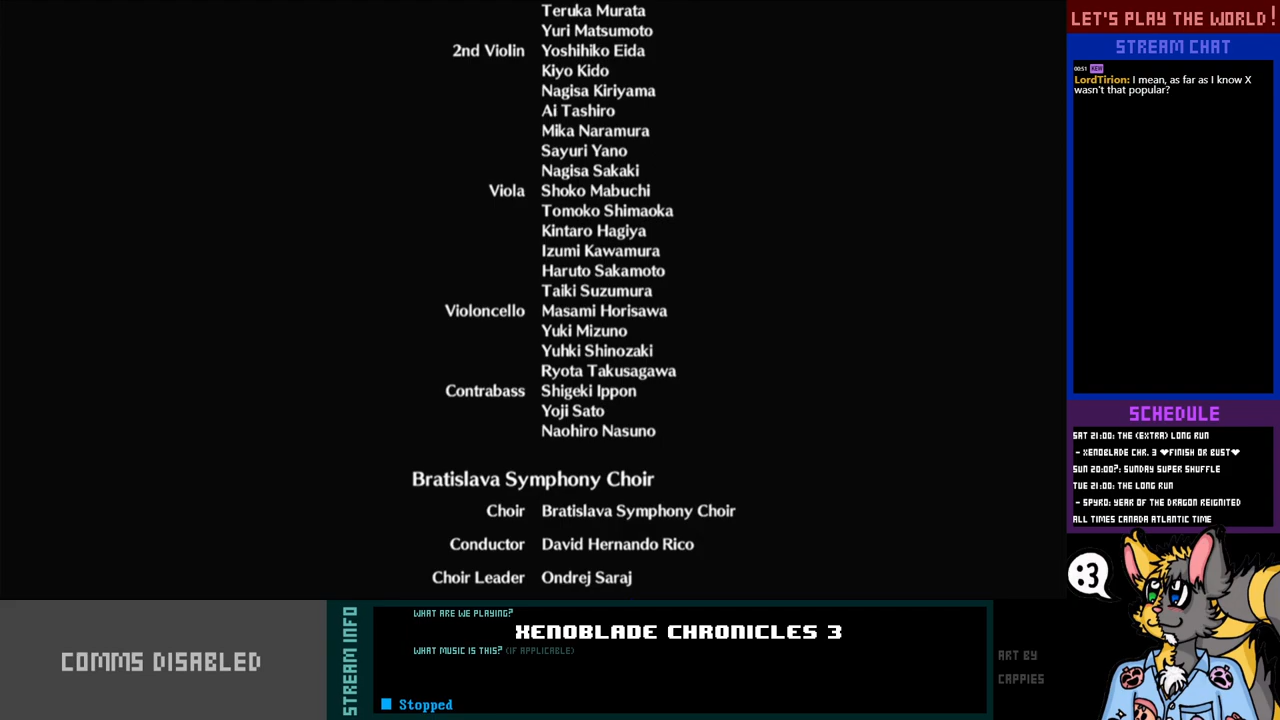 Teruka Murata
Yuri Matsumoto
2nd Violin Yoshihiko Eida
Kiyo Kido
Nagisa Kiriyama
Ai Tashiro
Mika Naramura
Sayuri Yano
Nagisa Sakaki
Viola Shoko Mabuchi
Tomoko Shimaoka
Kintaro Hagiya
Izumi Kawamura
Haruto Sakamoto
Taiki Suzumura
Violoncello Masami Horisawa
Yuki Mizuno
Yuhki Shinozaki
Ryota Takusagawa
Contrabass Shigeki Ippon
Yoji Sato
Naohiro Nasuno
Bratislava Symphony Choir
Choir Bratislava Symphony Choir
Conductor David Hernando Rico
Choir Leader Ondrej Saraj
LET'S PLAY THE WORLD!
STREAM CHAT
00:51 KEW
LordTirion: I mean, as far as I know X
wasn't that popular?
SCHEDULE
SAT 21:00: THE (EXTRA) LONG RUN
- XENOBLADE CHR. 3 ❤FINISH OR BUST❤
SUN 20:00?: SUNDAY SUPER SHUFFLE
TUE 21:00: THE LONG RUN
- SPYRO: YEAR OF THE DRAGON REIGNITED
ALL TIMES CANADA ATLANTIC TIME
:3
COMMS DISABLED
STREAM INFO
WHAT ARE WE PLAYING?
XENOBLADE CHRONICLES 3
WHAT MUSIC IS THIS? (IF APPLICABLE)
Stopped
ART BY
CAPPIES